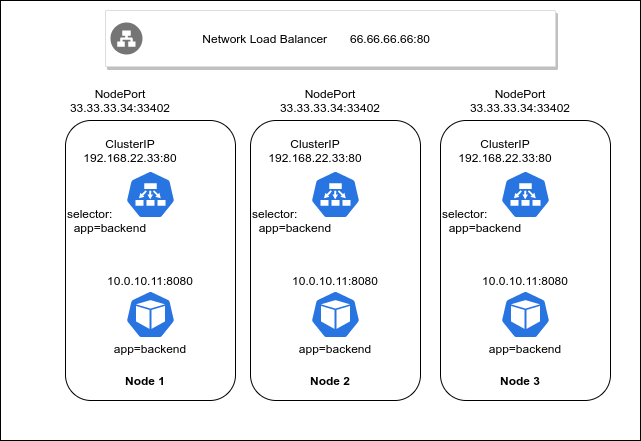 Network Load Balancer 66.66.66.66:80
NodePort
33.33.33.34:33402
NodePort
33.33.33.34:33402
NodePort
33.33.33.34:33402
ClusterIP
192.168.22.33:80
selector:
app=backend
10.0.10.11:8080
app=backend
Node 1
ClusterIP
192.168.22.33:80
selector:
app=backend
10.0.10.11:8080
app=backend
Node 2
ClusterIP
192.168.22.33:80
selector:
app=backend
10.0.10.11:8080
app=backend
Node 3